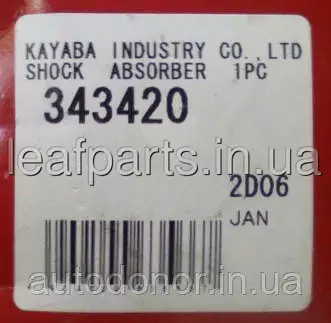 KAYABA INDUSTRY CO.,LTD
SHOCK ABSORBER 1PC
343420
leafparts.in.ua
2D06
JAN
autodonor.in.ua